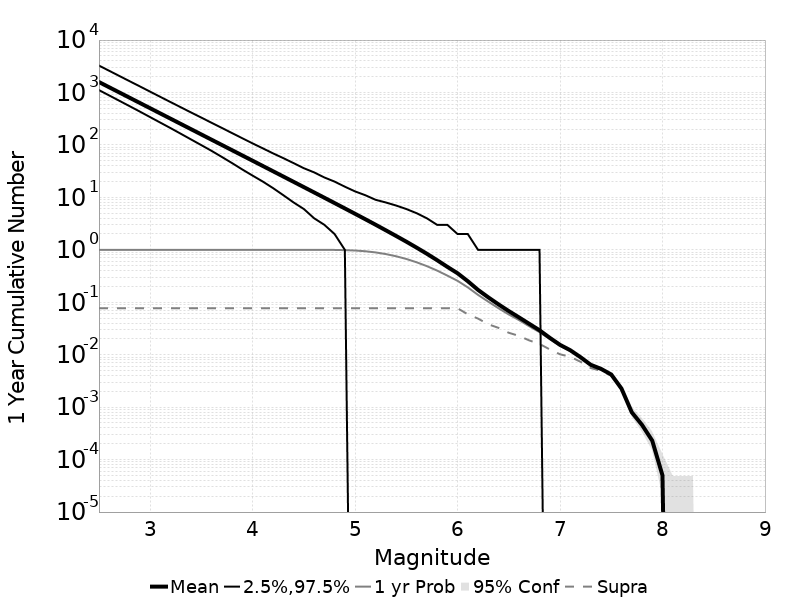 10^4
10^3
10^2
10^1
10^0
10^-1
10^-2
10^-3
10^-4
10^-5
1 Year Cumulative Number
3 4 5 6 7 8 9
Magnitude
Mean 2.5%,97.5% 1 yr Prob 95% Conf Supra